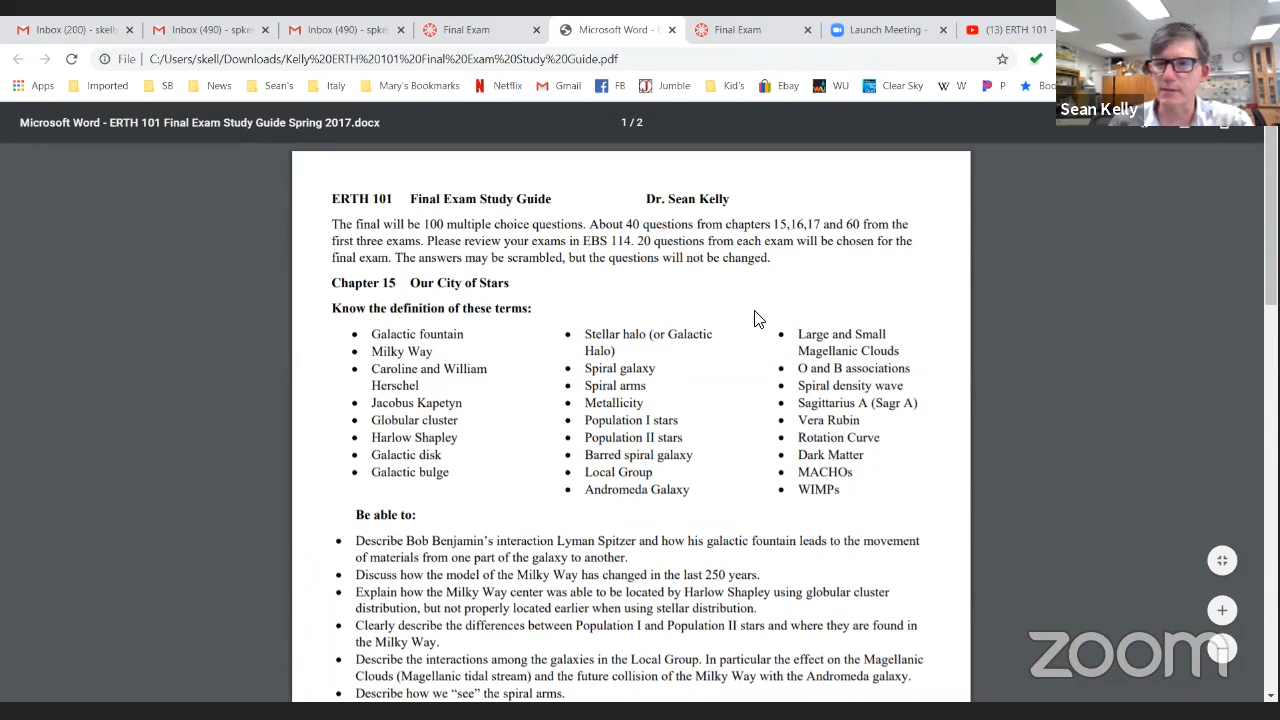 Inbox (200) - skelly
Inbox (490) - spkel
Inbox (490) - spkel
Final Exam
Microsoft Word -
Final Exam
Launch Meeting -
(13) ERTH 101 -
File
C:/Users/skell/Downloads/Kelly%20ERTH%20101%20Final%20Exam%20Study%20Guide.pdf
Apps
Imported
SE
News
Seats
Italy
Mary's Bookmarks
Netflix
Gmail
FB
Jumble
Kid's
Ebay
WU
Clear Sky
W
P
Boo
Sean Kelly
Microsoft Word - ERTH 101 Final Exam Study Guide Spring 2017.docx
1 / 2
ERTH 101 Final Exam Study Guide Dr. Sean Kelly
The final will be 100 multiple choice questions. About 40 questions from chapters 15,16,17 and 60 from the
first three exams. Please review your exams in EBS 114. 20 questions from each exam will be chosen for the
final exam. The answers may be scrambled, but the questions will not be changed.
Chapter 15 Our City of Stars
Know the definition of these terms:
• Galactic fountain
• Milky Way
• Caroline and William
Herschel
• Jacobus Kapetyn
• Globular cluster
• Harlow Shapley
• Galactic disk
• Galactic bulge
• Stellar halo (or Galactic
Halo)
• Spiral galaxy
• Spiral arms
• Metallicity
• Population I stars
• Population II stars
• Barred spiral galaxy
• Local Group
• Andromeda Galaxy
• Large and Small
Magellanic Clouds
• O and B associations
• Spiral density wave
• Sagittarius A (Sagr A)
• Vera Rubin
• Rotation Curve
• Dark Matter
• MACHOs
• WIMPs
Be able to:
• Describe Bob Benjamin's interaction Lyman Spitzer and how his galactic fountain leads to the movement
of materials from one part of the galaxy to another.
• Discuss how the model of the Milky Way has changed in the last 250 years.
• Explain how the Milky Way center was able to be located by Harlow Shapley using globular cluster
distribution, but not properly located earlier when using stellar distribution.
• Clearly describe the differences between Population I and Population II stars and where they are found in
the Milky Way.
• Describe the interactions among the galaxies in the Local Group. In particular the effect on the Magellanic
Clouds (Magellanic tidal stream) and the future collision of the Milky Way with the Andromeda galaxy.
• Describe how we “see” the spiral arms.
zoom